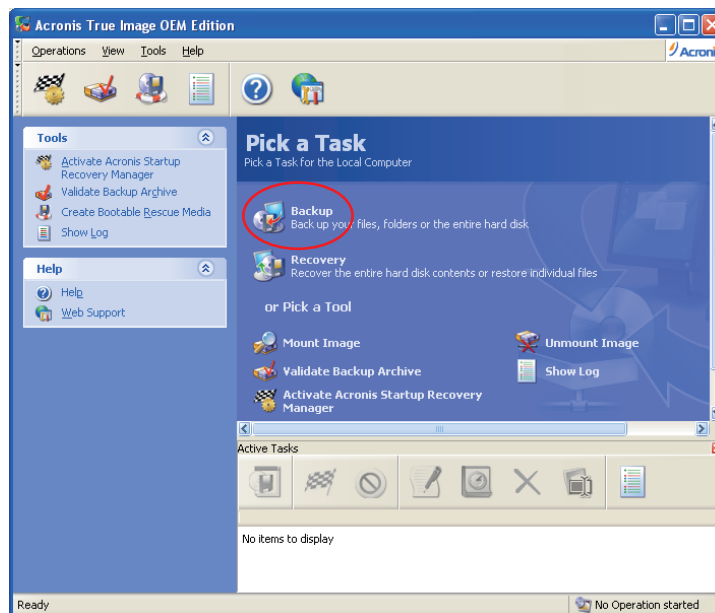 Acronis True Image OEM Edition
Operations View Tools Help
Acroni
Tools
Activate Acronis Startup
Recovery Manager
Validate Backup Archive
Create Bootable Rescue Media
Show Log
Help
Help
Web Support
Pick a Task
Pick a Task for the Local Computer
Backup
Back up your files, folders or the entire hard disk
Recovery
Recover the entire hard disk contents or restore individual files
or Pick a Tool
Mount Image
Unmount Image
Validate Backup Archive
Show Log
Activate Acronis Startup Recovery
Manager
Active Tasks
No items to display
Ready
No Operation started